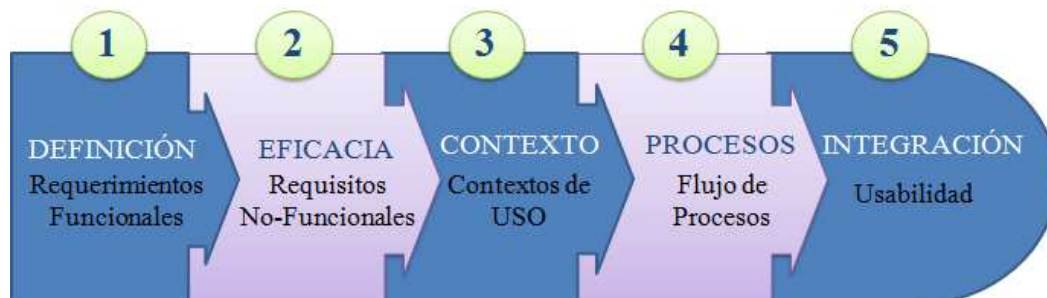 1
DEFINICIÓN
Requerimientos
Funcionales
2
EFICACIA
Requisitos
No-Funcionales
3
CONTEXTO
Contextos de
USO
4
PROCESOS
Flujo de
Procesos
5
INTEGRACIÓN
Usabilidad